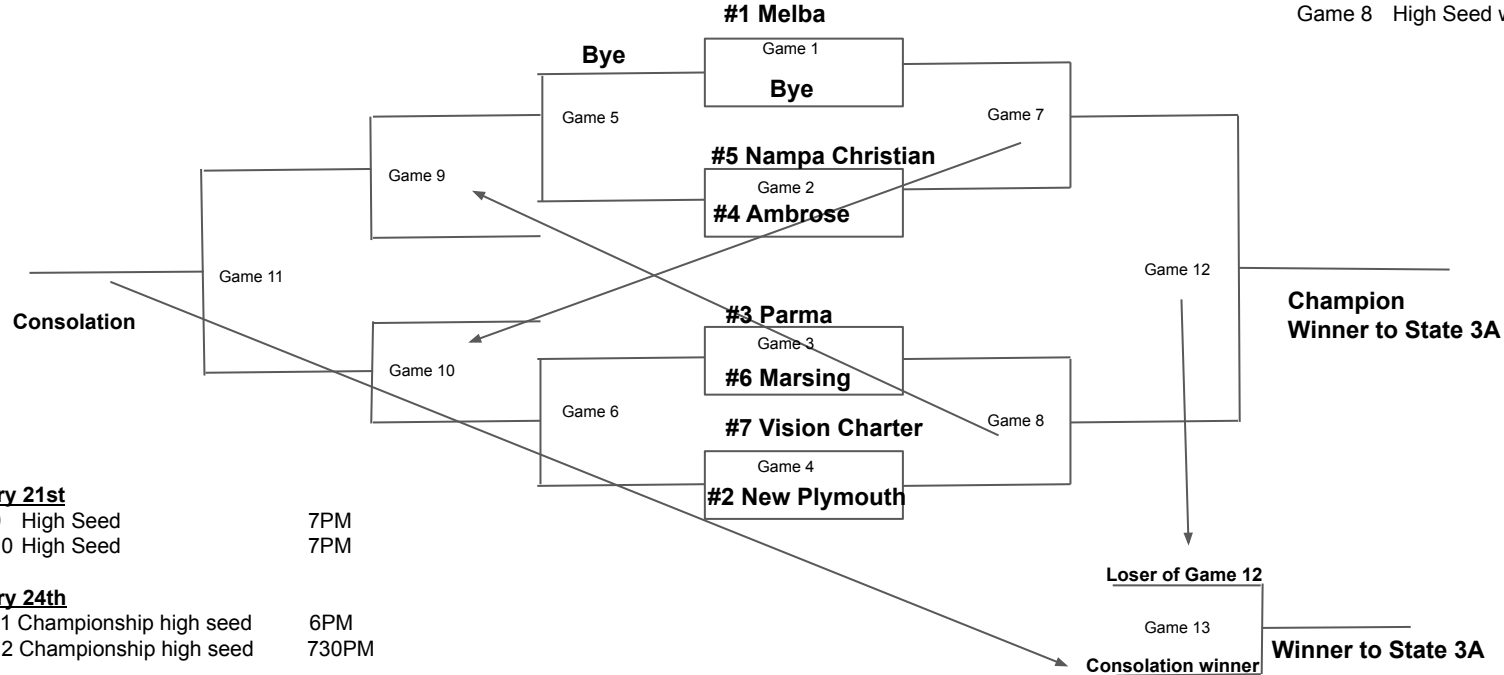 #1 Melba
Game 8 High Seed
Bye
Game 1
Bye
Game 5
Game 7
#5 Nampa Christian
Game 9
Game 2
#4 Ambrose
Game 11
Game 12
Consolation
#3 Parma
Champion
Winner to State 3A
Game 3
Game 10
#6 Marsing
Game 6
#7 Vision Charter
Game 8
Game 4
#2 New Plymouth
ry 21st
High Seed 7PM
0 High Seed 7PM
ry 24th
1 Championship high seed 6PM
2 Championship high seed 730PM
Loser of Game 12
Game 13
Winner to State 3A
Consolation winner